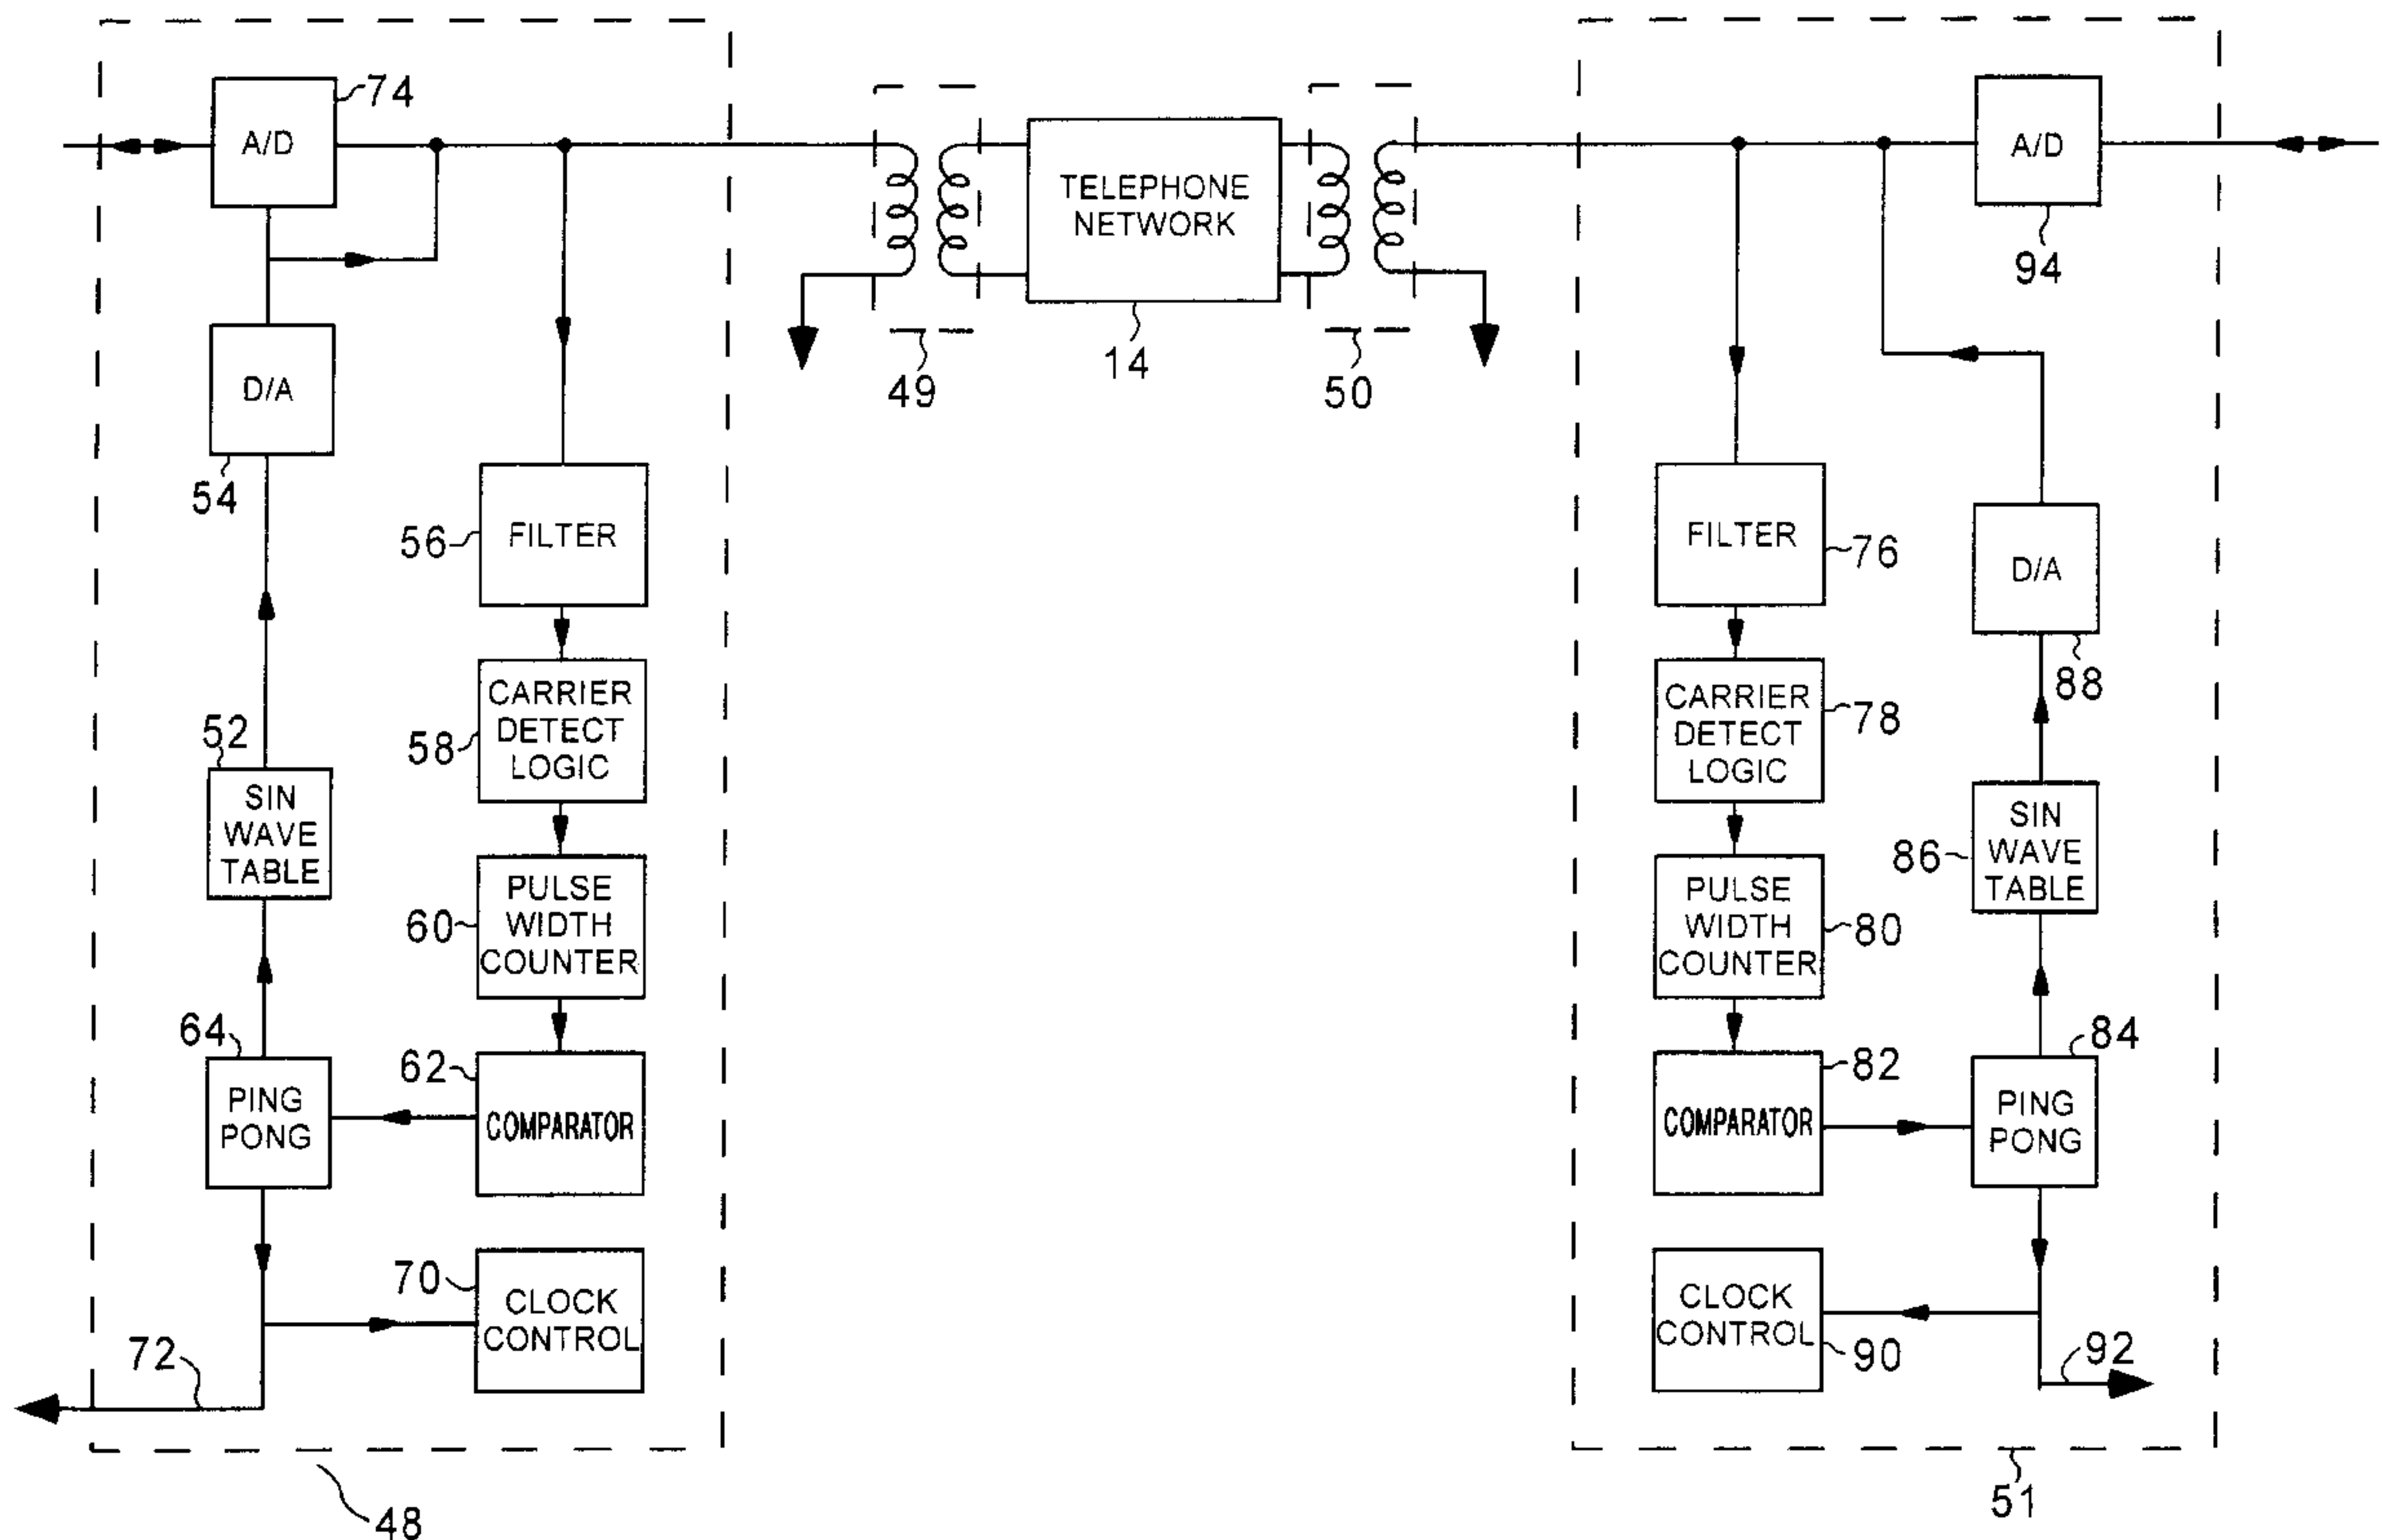 74
A/D
54
D/A
56
FILTER
58
CARRIER
DETECT
LOGIC
52
SIN
WAVE
TABLE
60
PULSE
WIDTH
COUNTER
64
PING
PONG
62
COMPARATOR
70
CLOCK
CONTROL
72
48
49
TELEPHONE
NETWORK
14
50
A/D
94
FILTER
76
D/A
88
CARRIER
DETECT
LOGIC
78
86
SIN
WAVE
TABLE
PULSE
WIDTH
COUNTER
80
COMPARATOR
82
84
PING
PONG
CLOCK
CONTROL
90
92
51